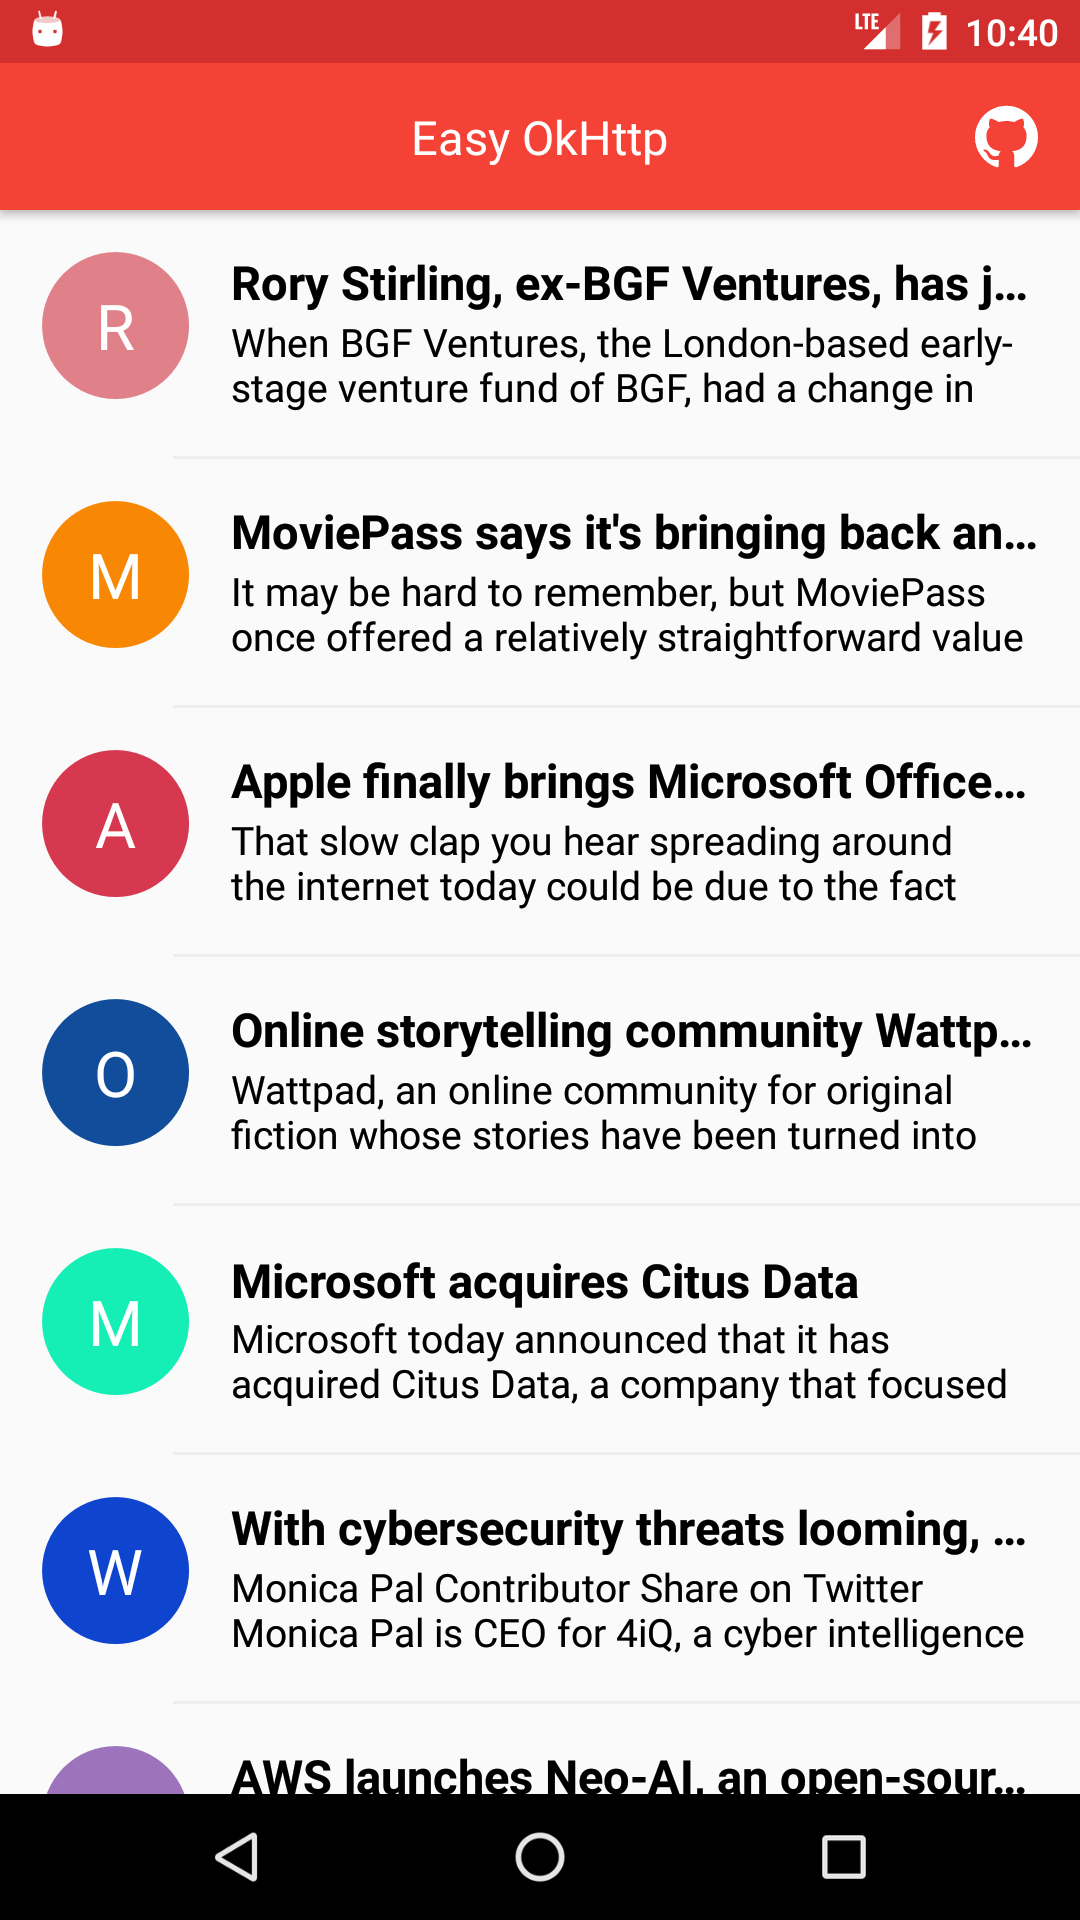 LTE 10:40
Easy OkHttp
R
Rory Stirling, ex-BGF Ventures, has j...
When BGF Ventures, the London-based early-
stage venture fund of BGF, had a change in
M
MoviePass says it's bringing back an...
It may be hard to remember, but MoviePass
once offered a relatively straightforward value
A
Apple finally brings Microsoft Office...
That slow clap you hear spreading around
the internet today could be due to the fact
O
Online storytelling community Wattp...
Wattpad, an online community for original
fiction whose stories have been turned into
M
Microsoft acquires Citus Data
Microsoft today announced that it has
acquired Citus Data, a company that focused
W
With cybersecurity threats looming, ...
Monica Pal Contributor Share on Twitter
Monica Pal is CEO for 4iQ, a cyber intelligence
AWS launches Neo-AI, an open-sour...